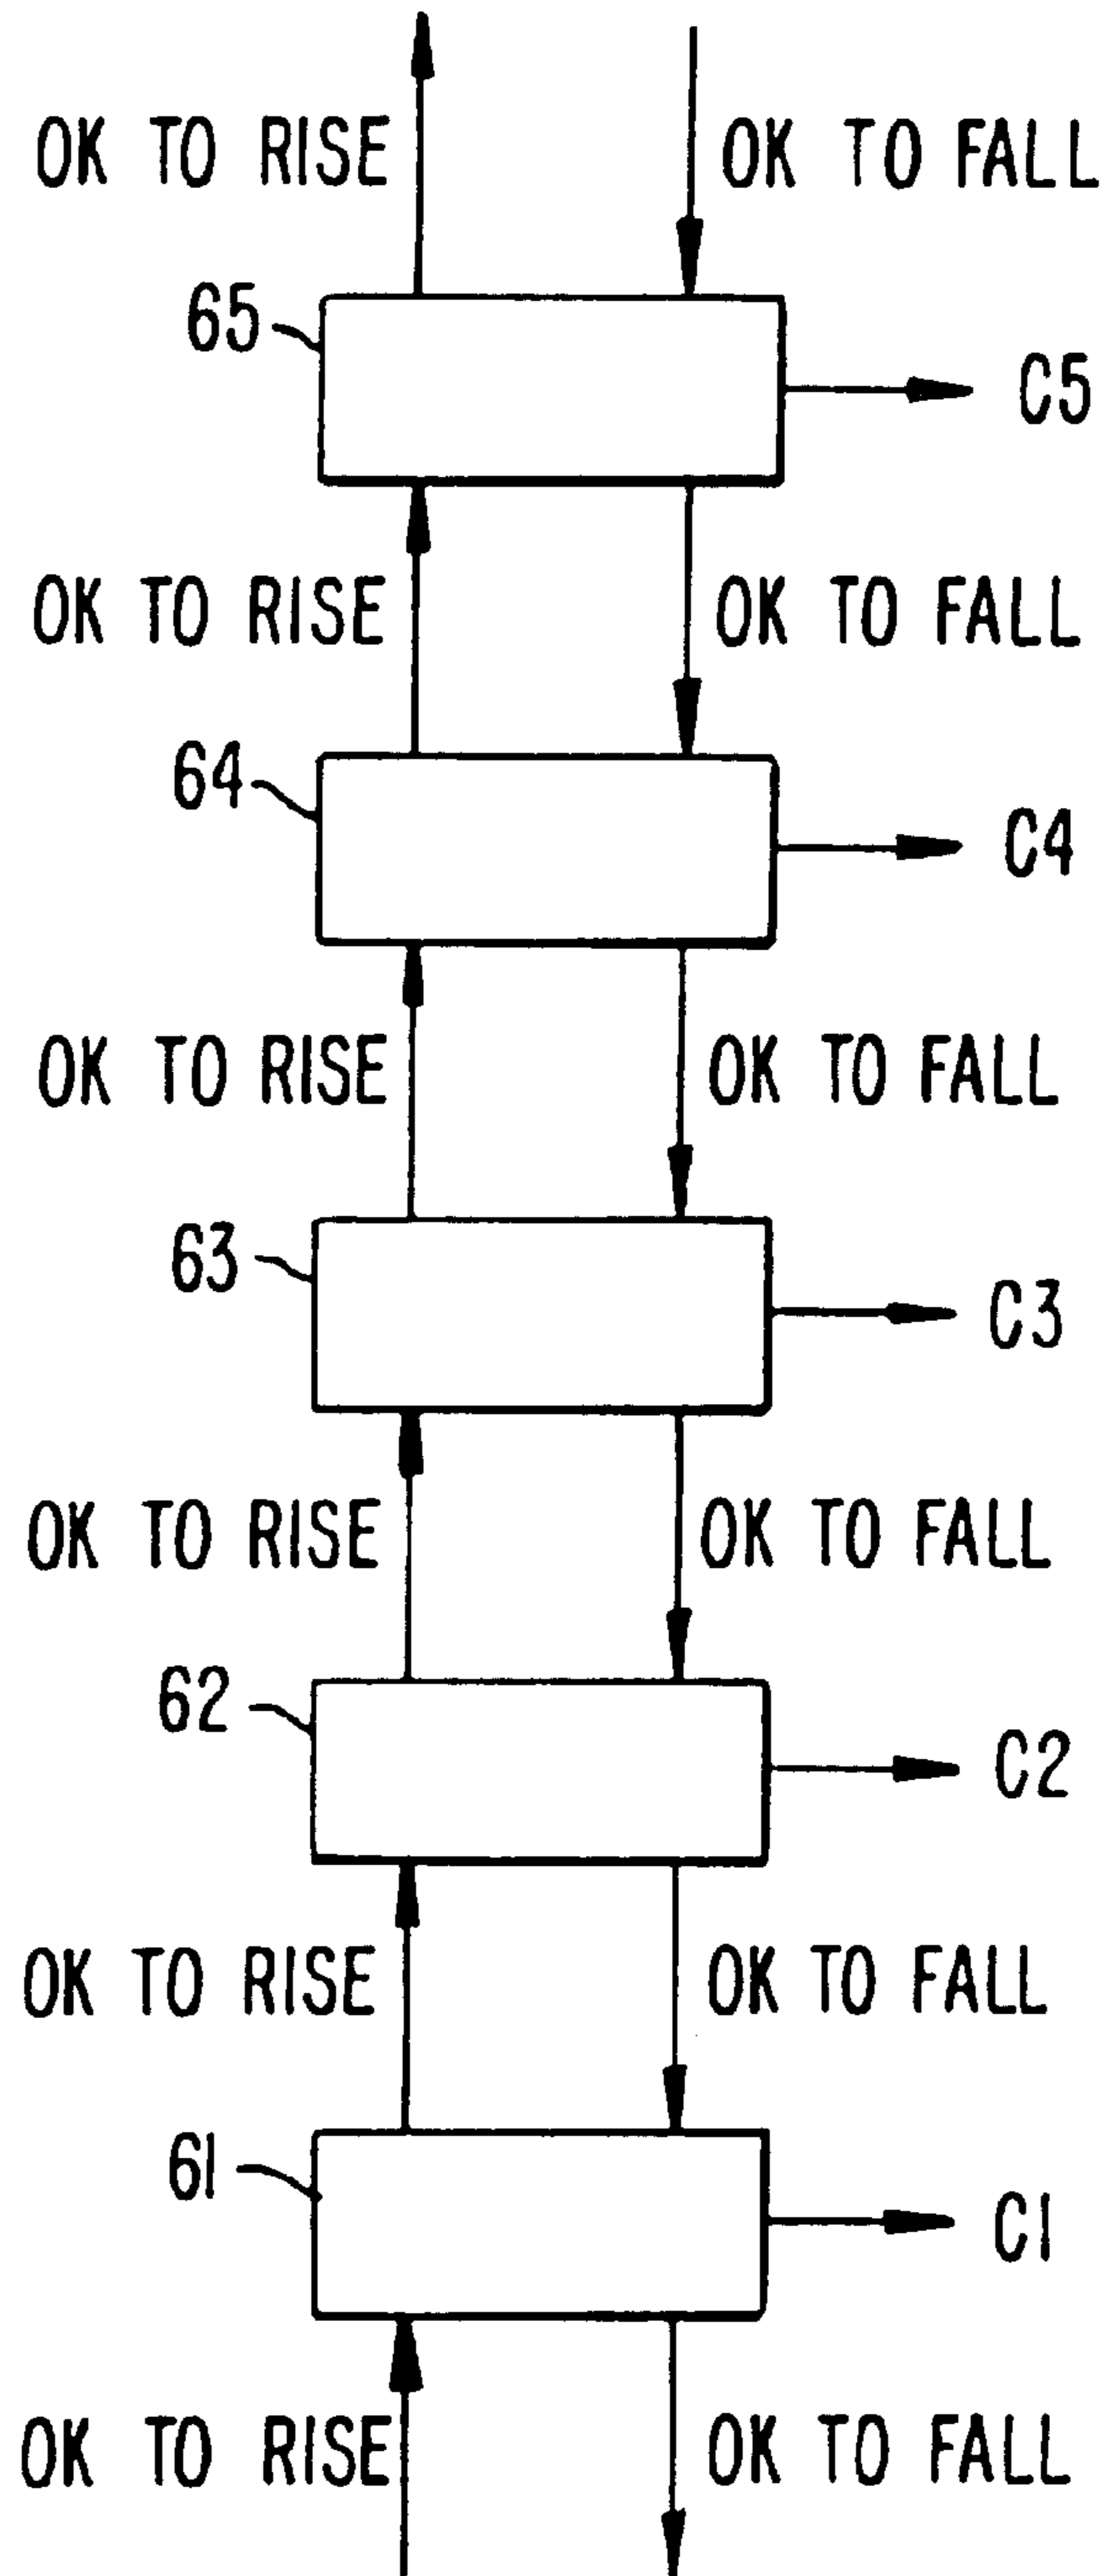 OK TO RISE OK TO FALL
65
C5
OK TO RISE OK TO FALL
64
C4
OK TO RISE OK TO FALL
63
C3
OK TO RISE OK TO FALL
62
C2
OK TO RISE OK TO FALL
61
C1
OK TO RISE OK TO FALL